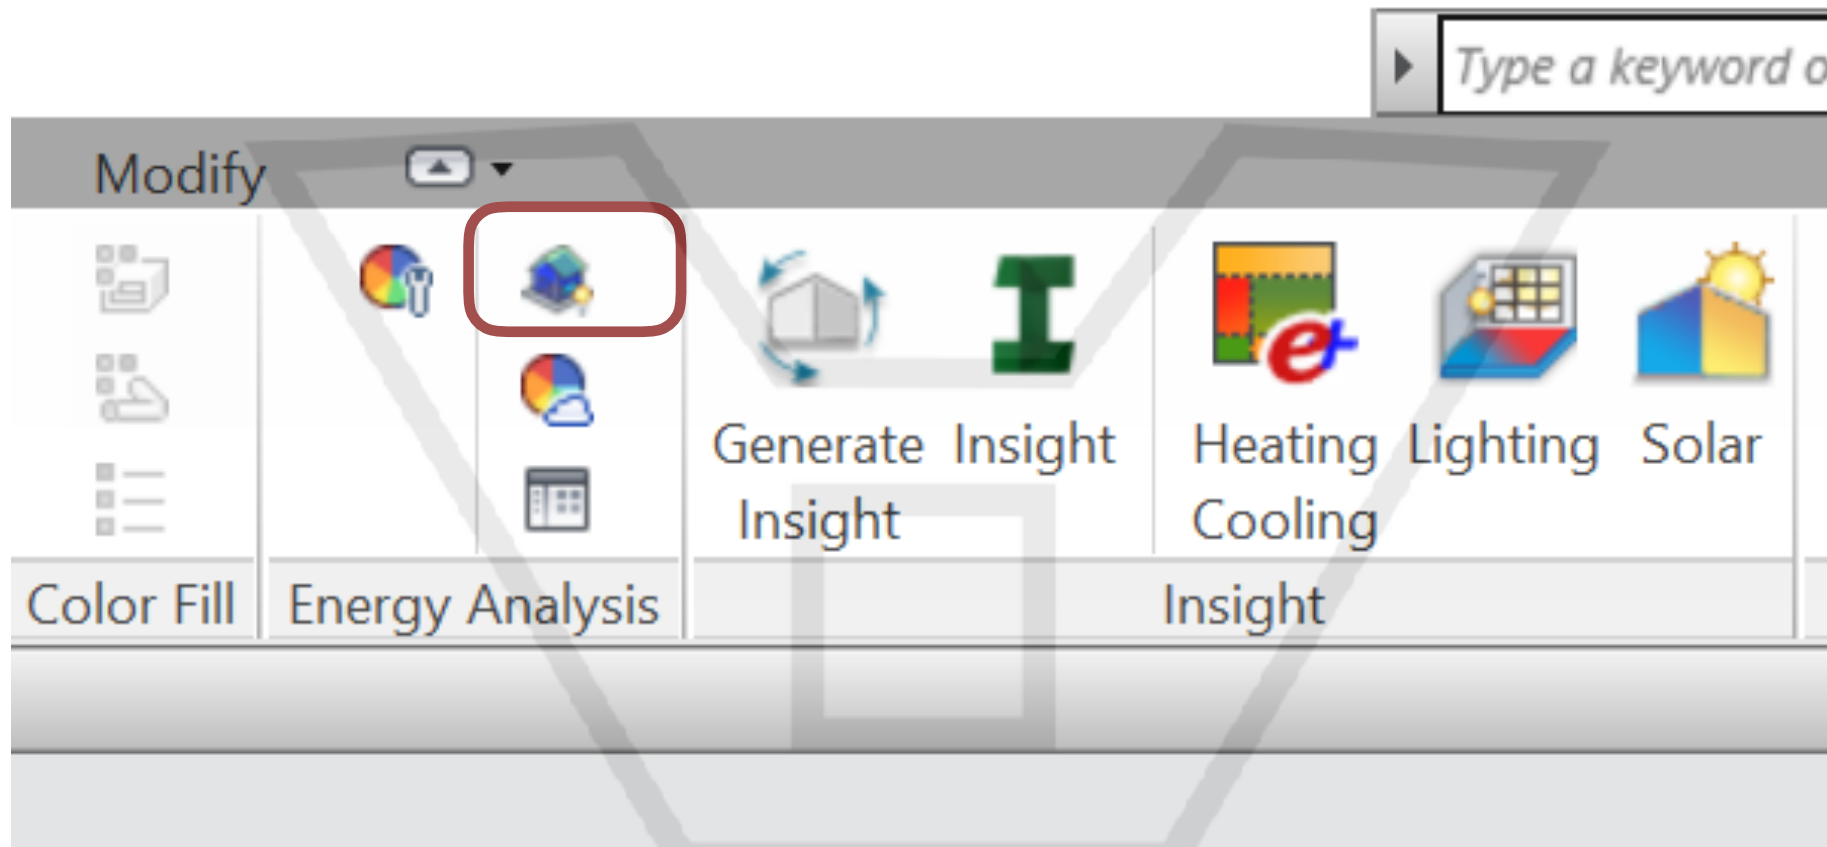 Type a keyword o
Modify
Generate Insight
Insight
Heating Cooling
Lighting
Solar
Color Fill
Energy Analysis
Insight